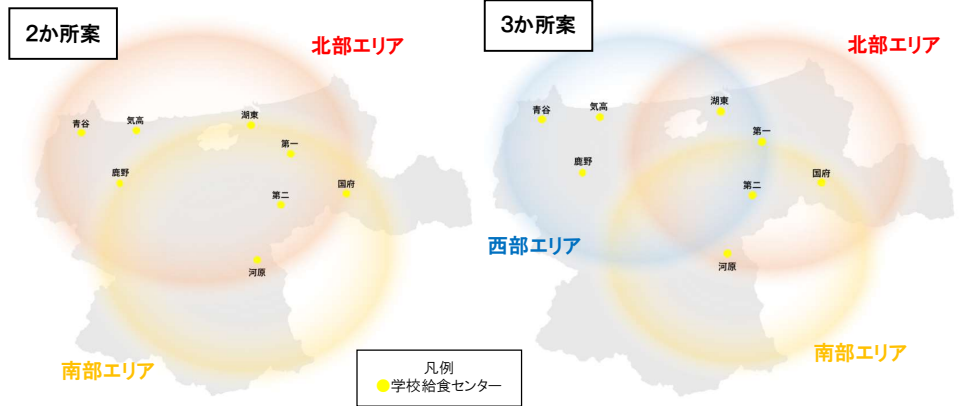 2か所案
北部エリア
青谷
気高
湖東
第一
鹿野
第二
国府
河原
南部エリア
3か所案
北部エリア
青谷
気高
湖東
第一
鹿野
第二
国府
西部エリア
河原
南部エリア
凡例
学校給食センター